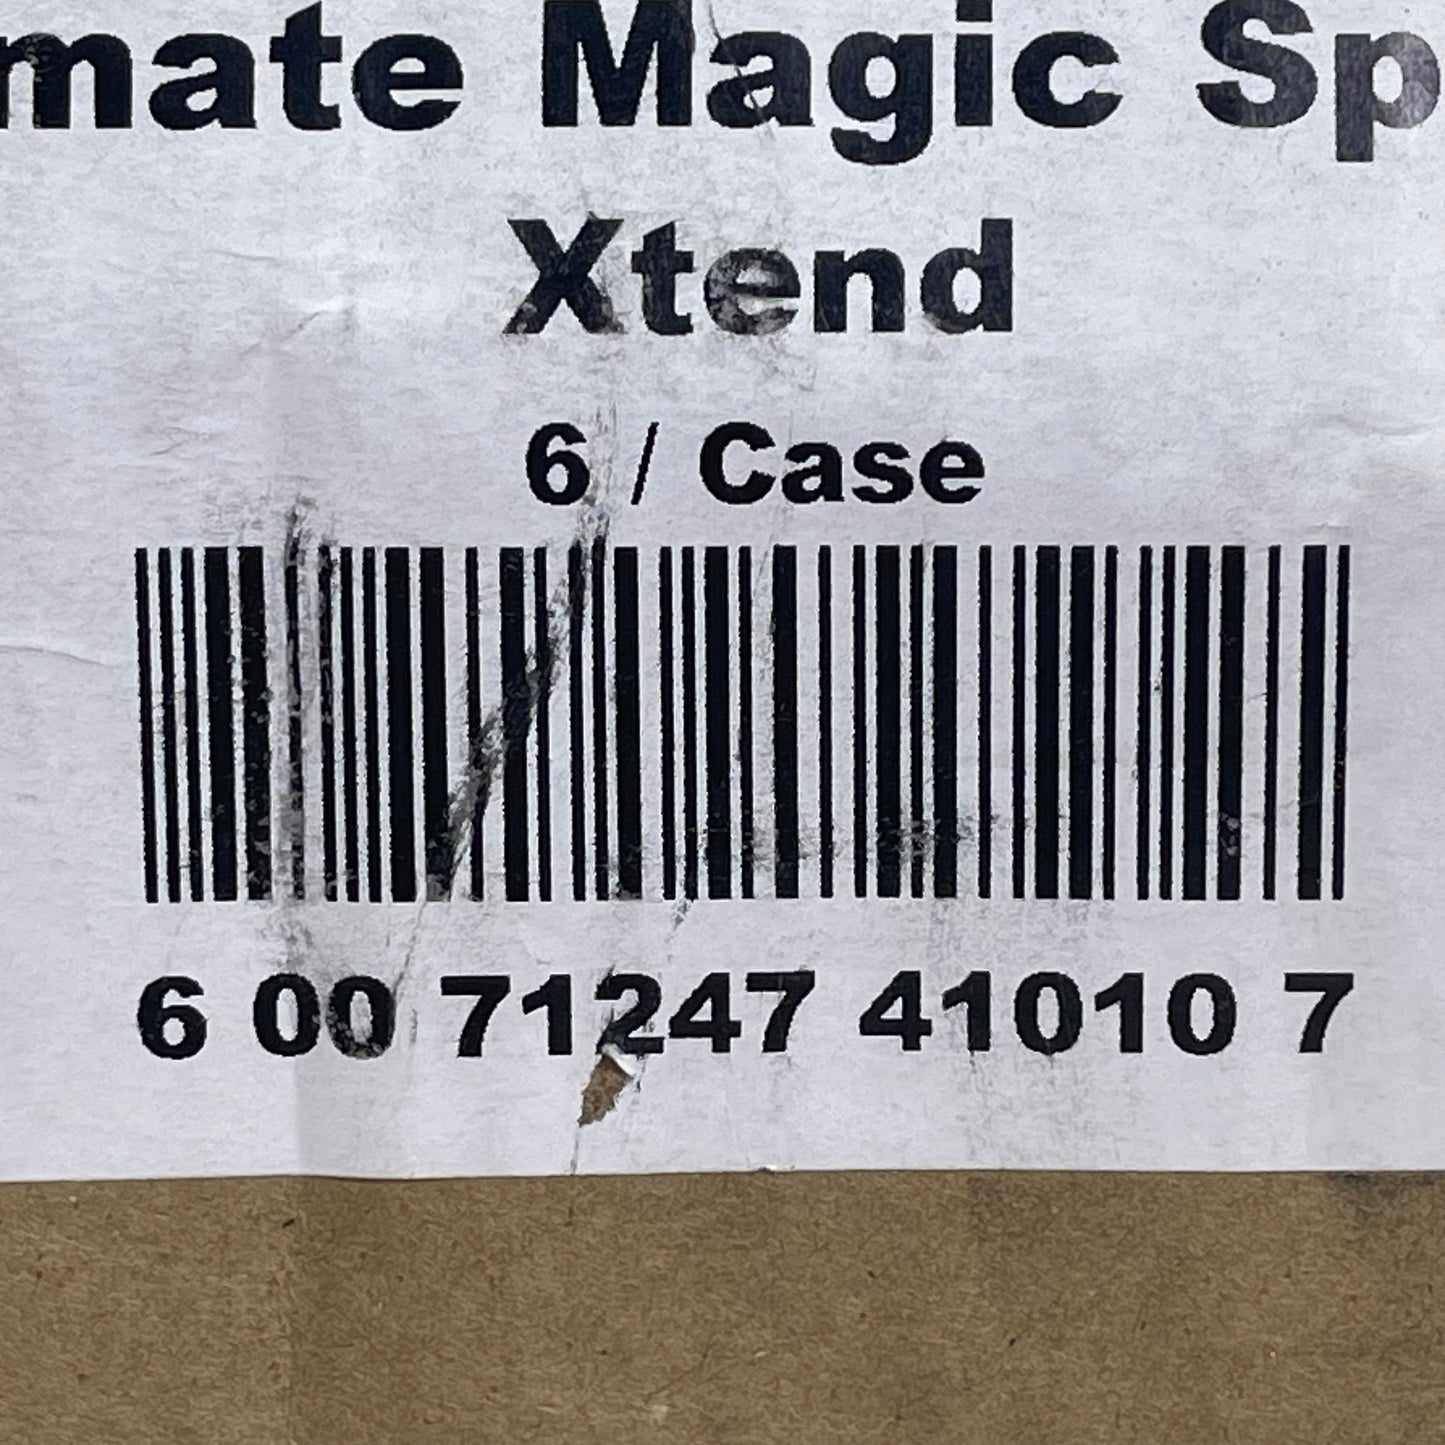 mate Magic Sp
Xtend
6 / Case
6 00 71247 41010 7